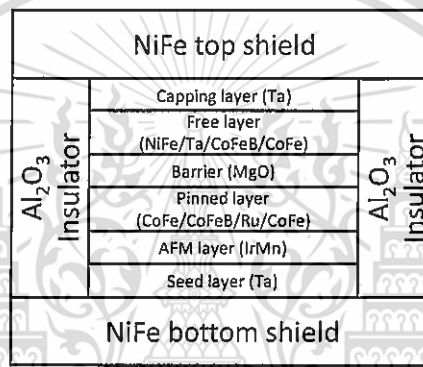 NiFe top shield
Al₂O₃ Insulator
Capping layer (Ta)
Free layer
(NiFe/Ta/CoFeB/CoFe)
Barrier (MgO)
Pinned layer
(CoFe/CoFeB/Ru/CoFe)
AFM layer (IrMn)
Seed layer (Ta)
Al₂O₃ Insulator
NiFe bottom shield